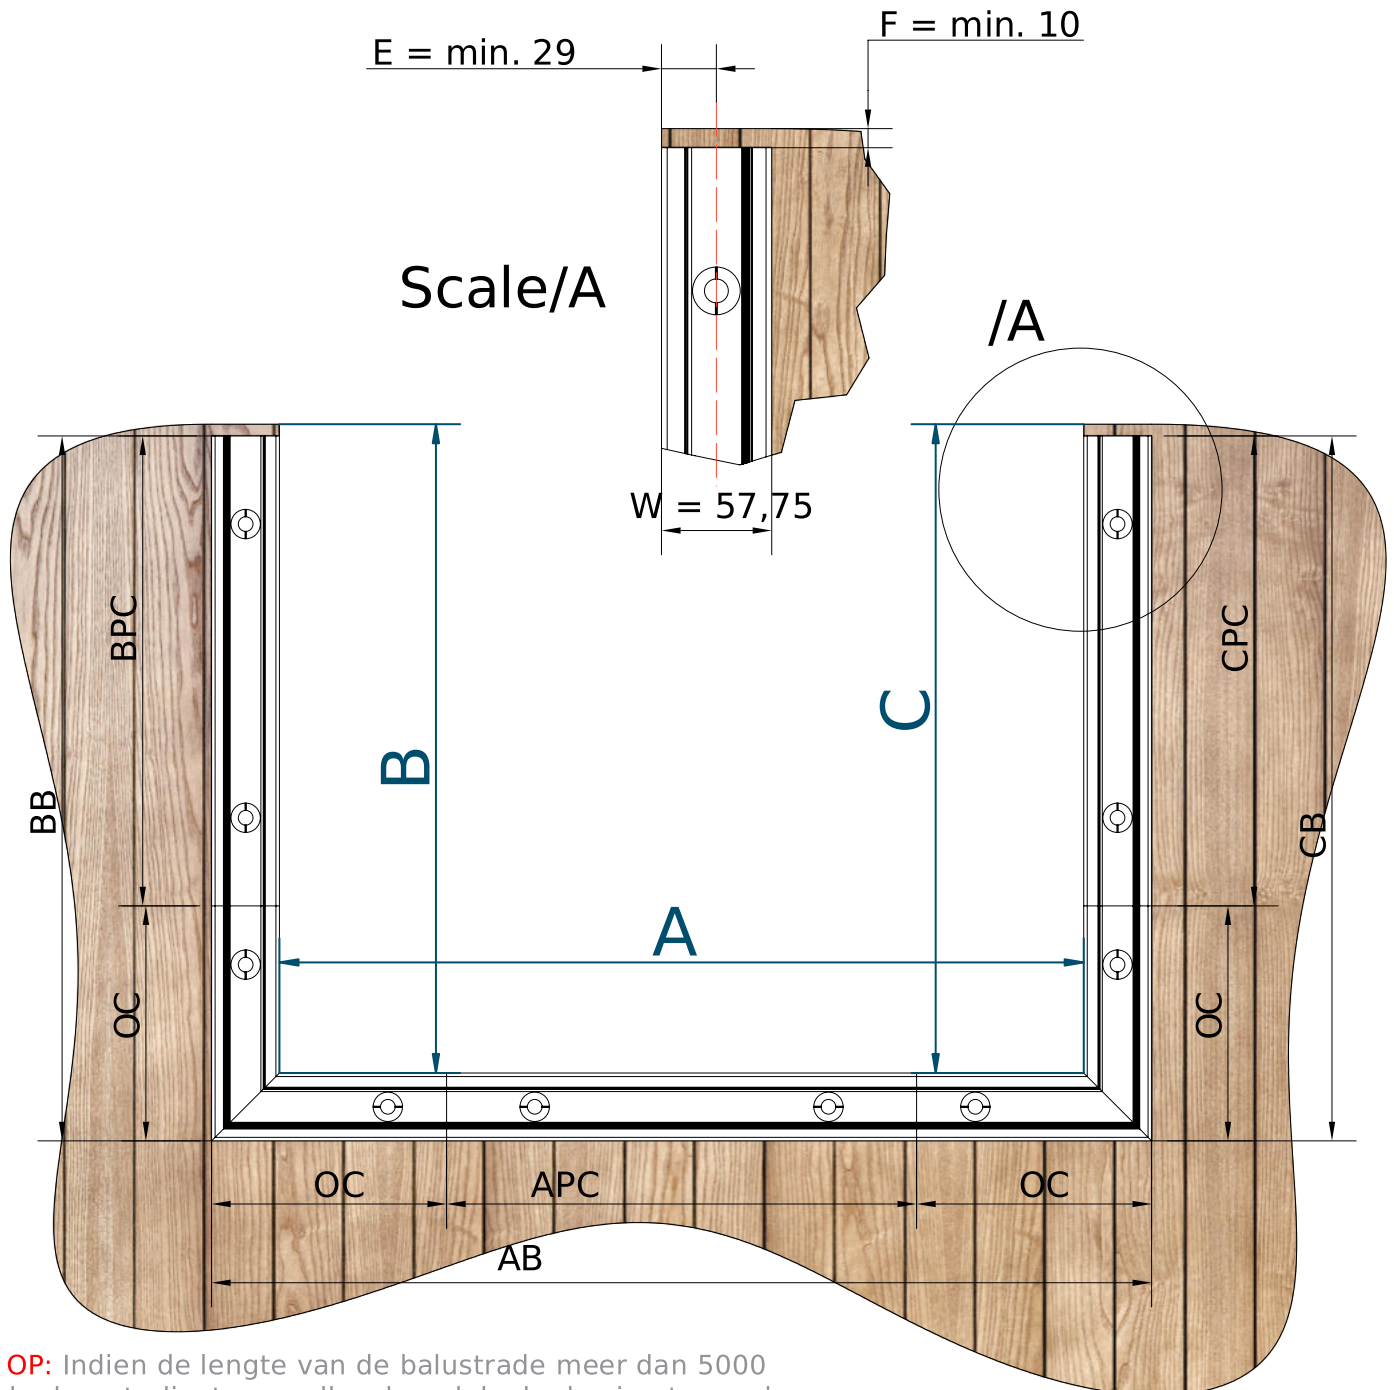 F = min. 10
E = min. 29
Scale/A
/A
W = 57,75
BPC
CPC
B
C
BB
CB
A
OC
OC
OC
APC
OC
AB
OP: Indien de lengte van de balustrade meer dan 5000